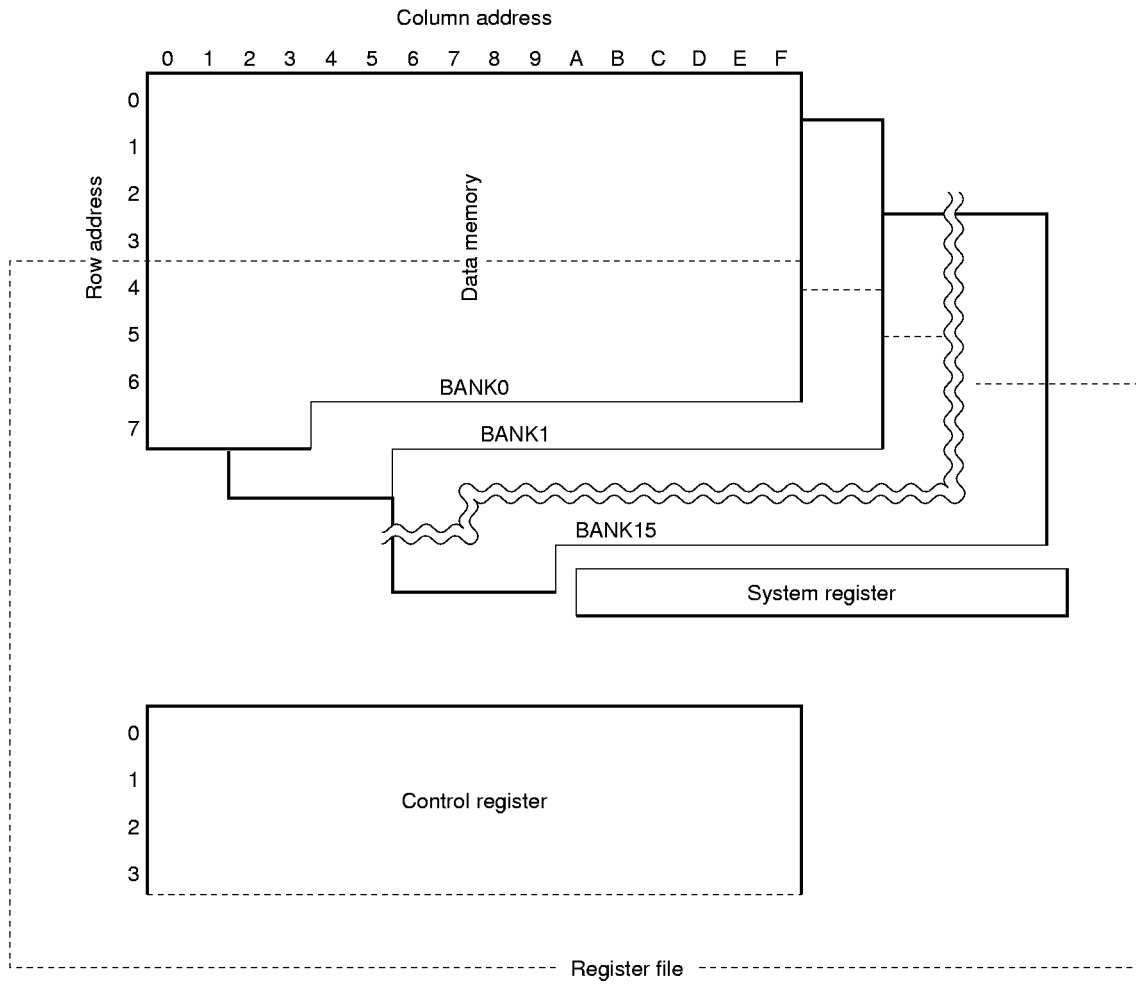 Column address
0 1 2 3 4 5 6 7 8 9 A B C D E F
Row address
0
1
2
3
4
5
6
7
Data memory
BANK0
BANK1
BANK15
System register
0
1
2
3
Control register
Register file